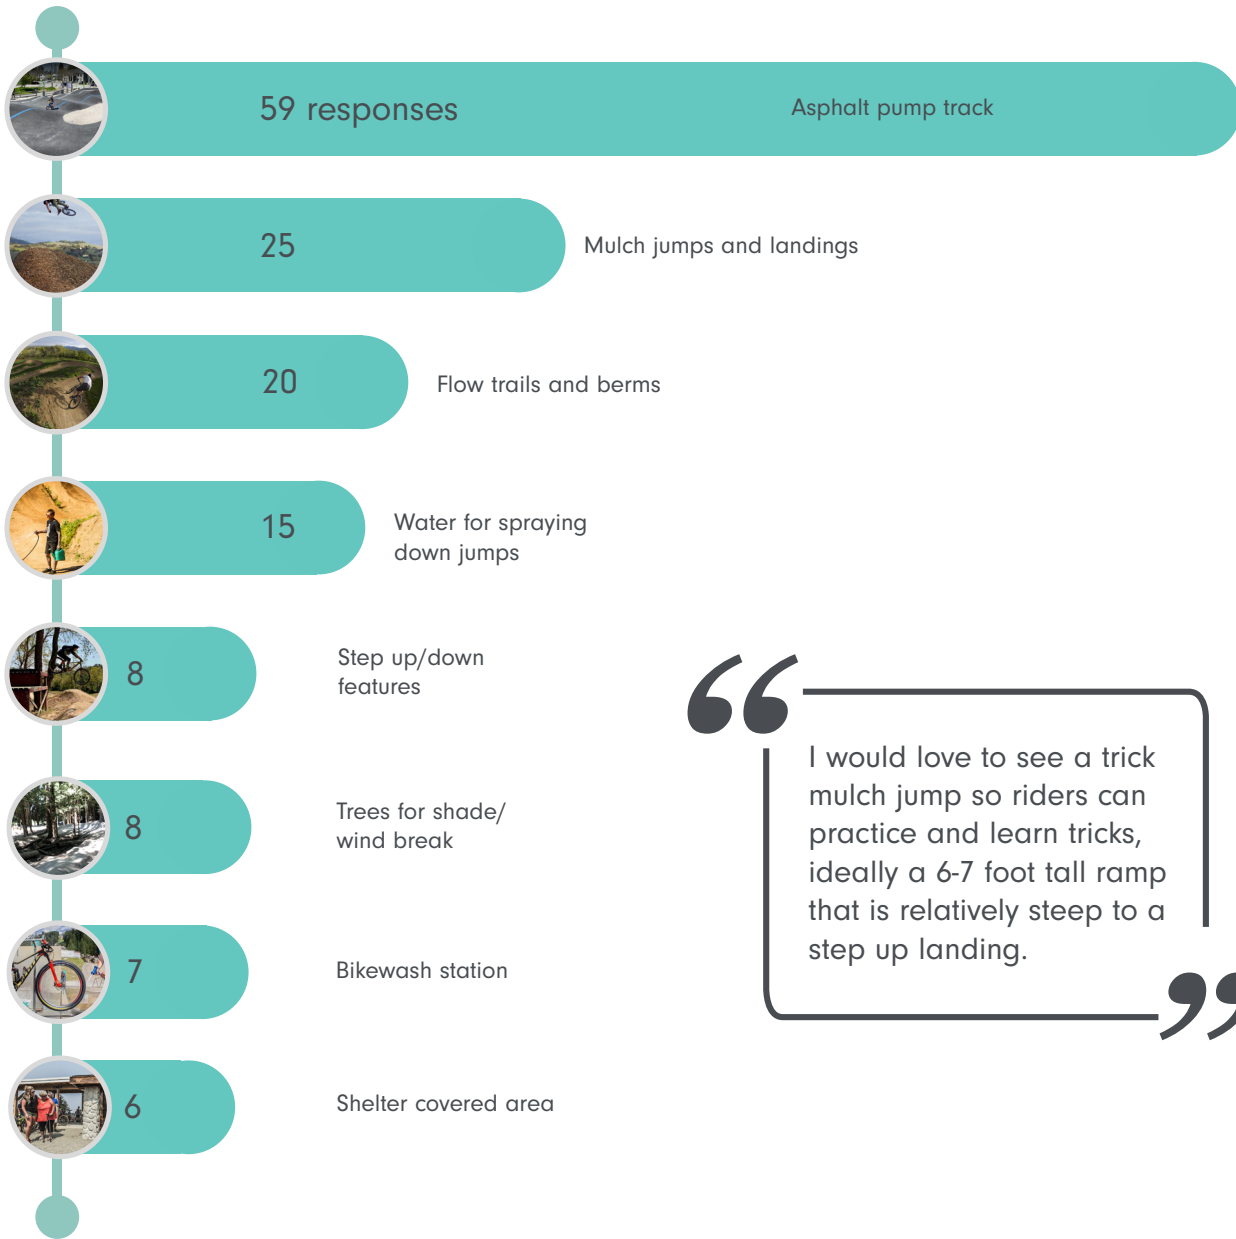 59 responses
Asphalt pump track
25
Mulch jumps and landings
20
Flow trails and berms
15
Water for spraying
down jumps
8
Step up/down
features
8
Trees for shade/
wind break
7
Bikewash station
6
Shelter covered area
“
I would love to see a trick
mulch jump so riders can
practice and learn tricks,
ideally a 6-7 foot tall ramp
that is relatively steep to a
step up landing.
”